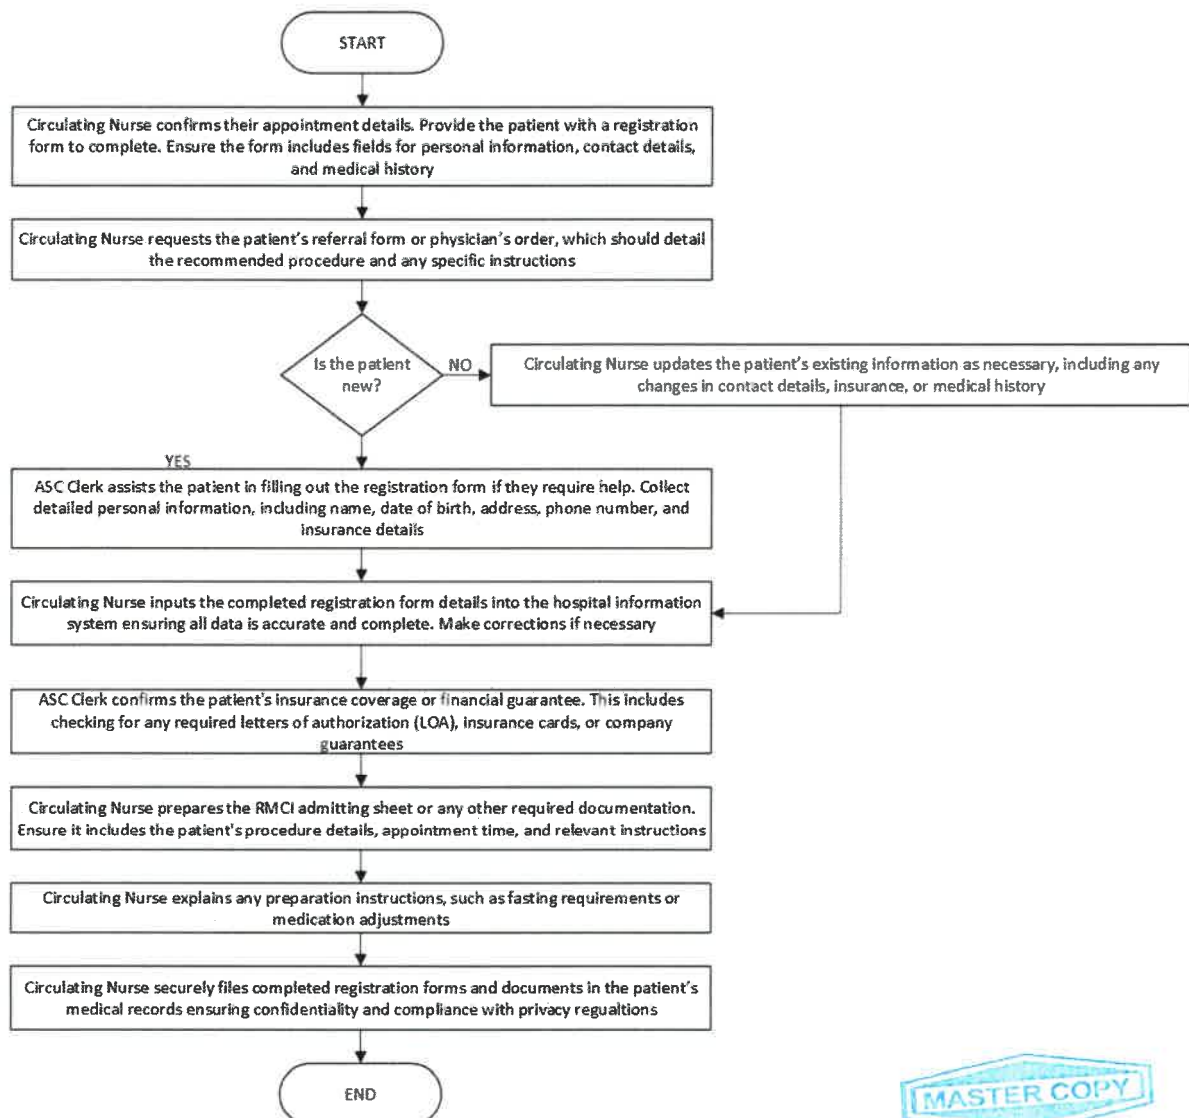 START
Circulating Nurse confirms their appointment details. Provide the patient with a registration
form to complete. Ensure the form includes fields for personal information, contact details,
and medical history
Circulating Nurse requests the patient's referral form or physician's order, which should detail
the recommended procedure and any specific instructions
Is the patient
new?
NO
Circulating Nurse updates the patient's existing information as necessary, including any
changes in contact details, insurance, or medical history
YES
ASC Clerk assists the patient in filling out the registration form if they require help. Collect
detailed personal information, including name, date of birth, address, phone number, and
insurance details
Circulating Nurse inputs the completed registration form details into the hospital information
system ensuring all data is accurate and complete. Make corrections if necessary
ASC Clerk confirms the patient's insurance coverage or financial guarantee. This includes
checking for any required letters of authorization (LOA), insurance cards, or company
guarantees
Circulating Nurse prepares the RMCI admitting sheet or any other required documentation.
Ensure it includes the patient's procedure details, appointment time, and relevant instructions
Circulating Nurse explains any preparation instructions, such as fasting requirements or
medication adjustments
Circulating Nurse securely files completed registration forms and documents in the patient's
medical records ensuring confidentiality and compliance with privacy regualtions
END
MASTER COPY